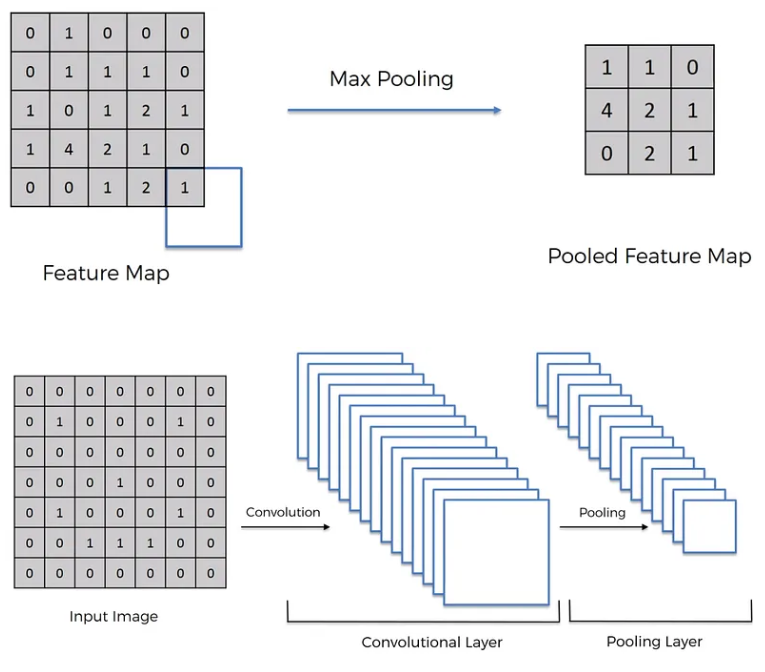 0 1 0 0 0
0 1 1 1 0
1 0 1 2 1
1 4 2 1 0
0 0 1 2 1
Feature Map
Max Pooling
1 1 0
4 2 1
0 2 1
Pooled Feature Map
0 0 0 0 0 0 0
0 1 0 0 0 1 0
0 0 0 0 0 0 0
0 0 0 1 0 0 0
0 1 0 0 0 1 0
0 0 1 1 1 0 0
0 0 0 0 0 0 0
Input Image
Convolution
Convolutional Layer
Pooling
Pooling Layer